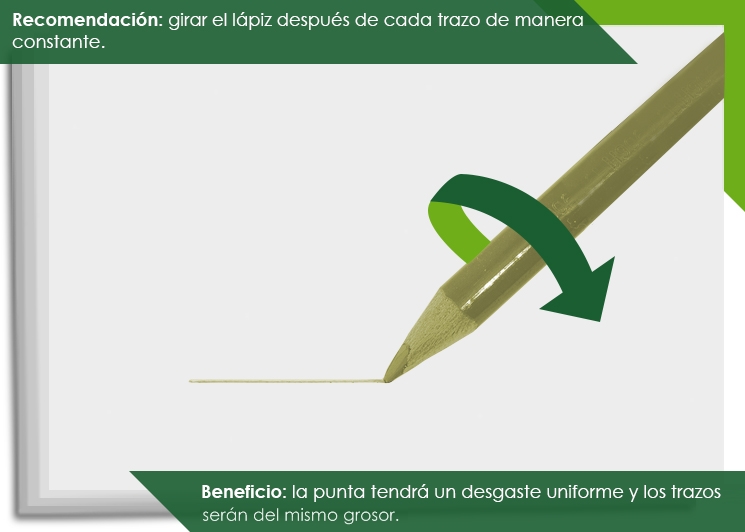 Recomendación: girar el lápiz después de cada trazo de manera
constante.
Beneficio: la punta tendrá un desgaste uniforme y los trazos
serán del mismo grosor.